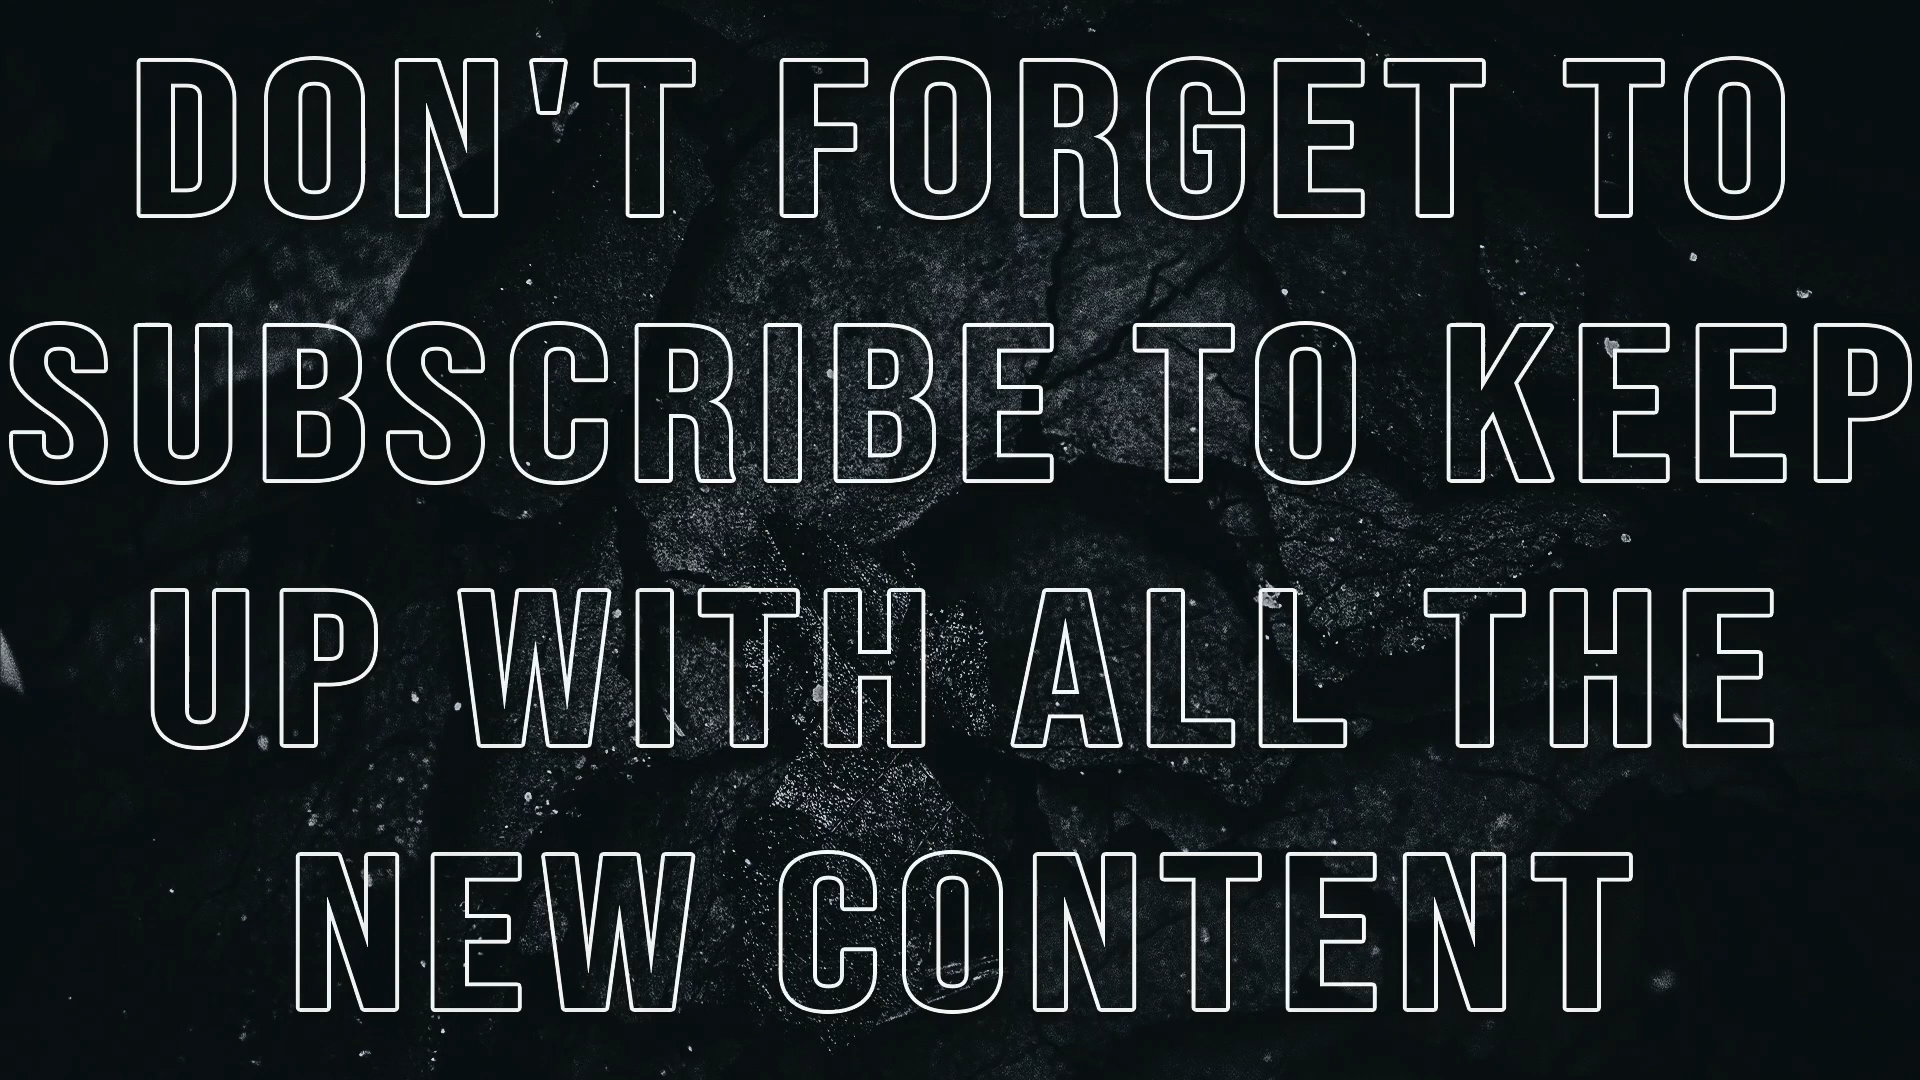 DON'T FORGET TO
SUBSCRIBE TO KEEP
UP WITH ALL THE
NEW CONTENT